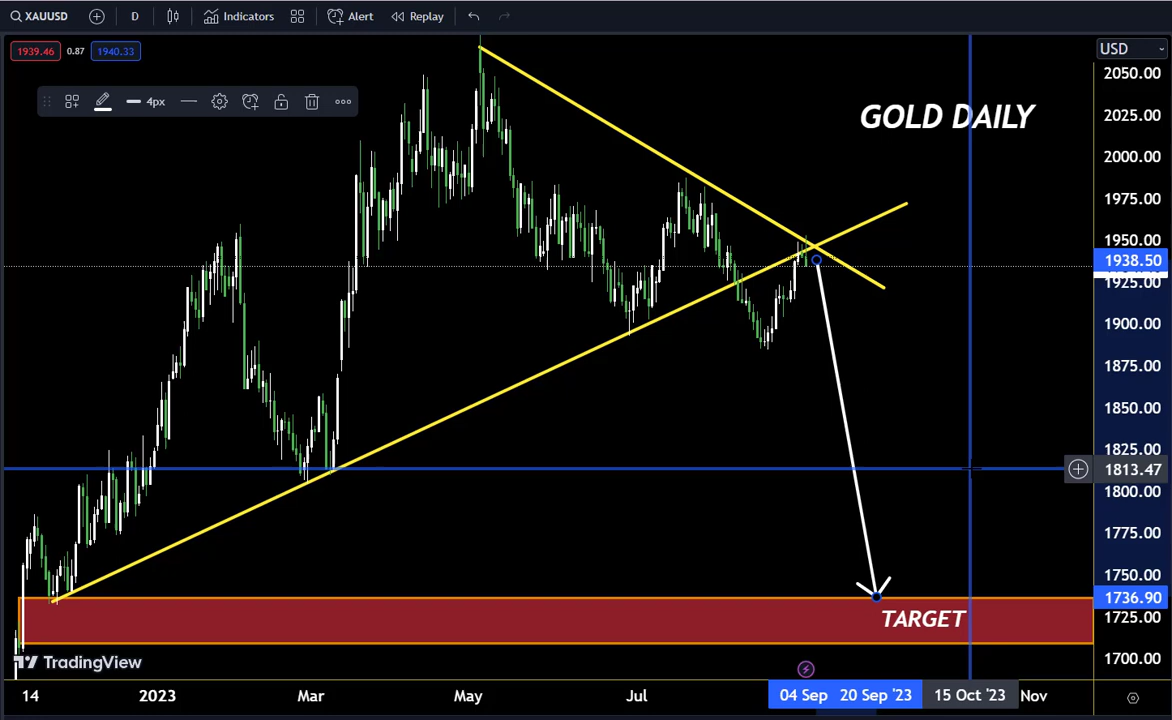 XAUUSD D Indicators Alert Replay
1939.46 0.87 1940.33
USD
4px
GOLD DAILY
2050.00
2025.00
2000.00
1975.00
1950.00
1938.50
1925.00
1900.00
1875.00
1850.00
1825.00
1813.47
1800.00
1775.00
1750.00
1736.90
1725.00
1700.00
TARGET
TradingView
14 2023 Mar May Jul 04 Sep 20 Sep '23 15 Oct '23 Nov